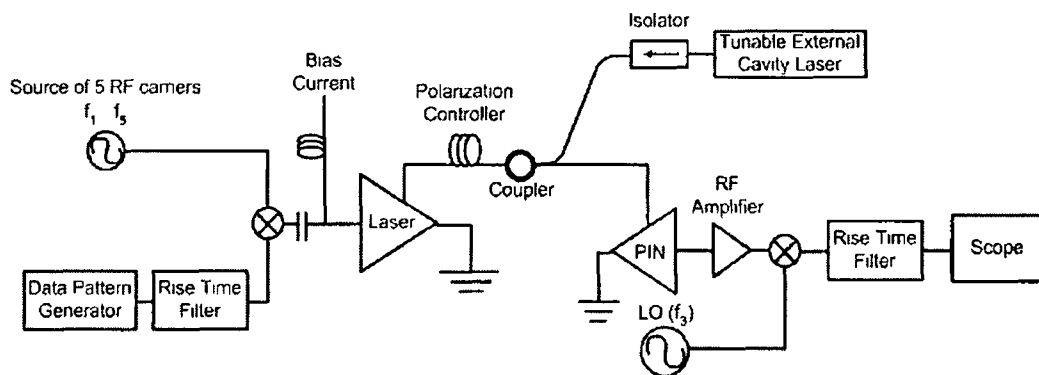 Isolator
Tunable External
Cavity Laser
Bias
Current
Source of 5 RF carriers
f1 f5
Polarization
Controller
Coupler
RF
Amplifier
Laser
PIN
Rise Time
Filter
Scope
Data Pattern
Generator
Rise Time
Filter
LO (f3)